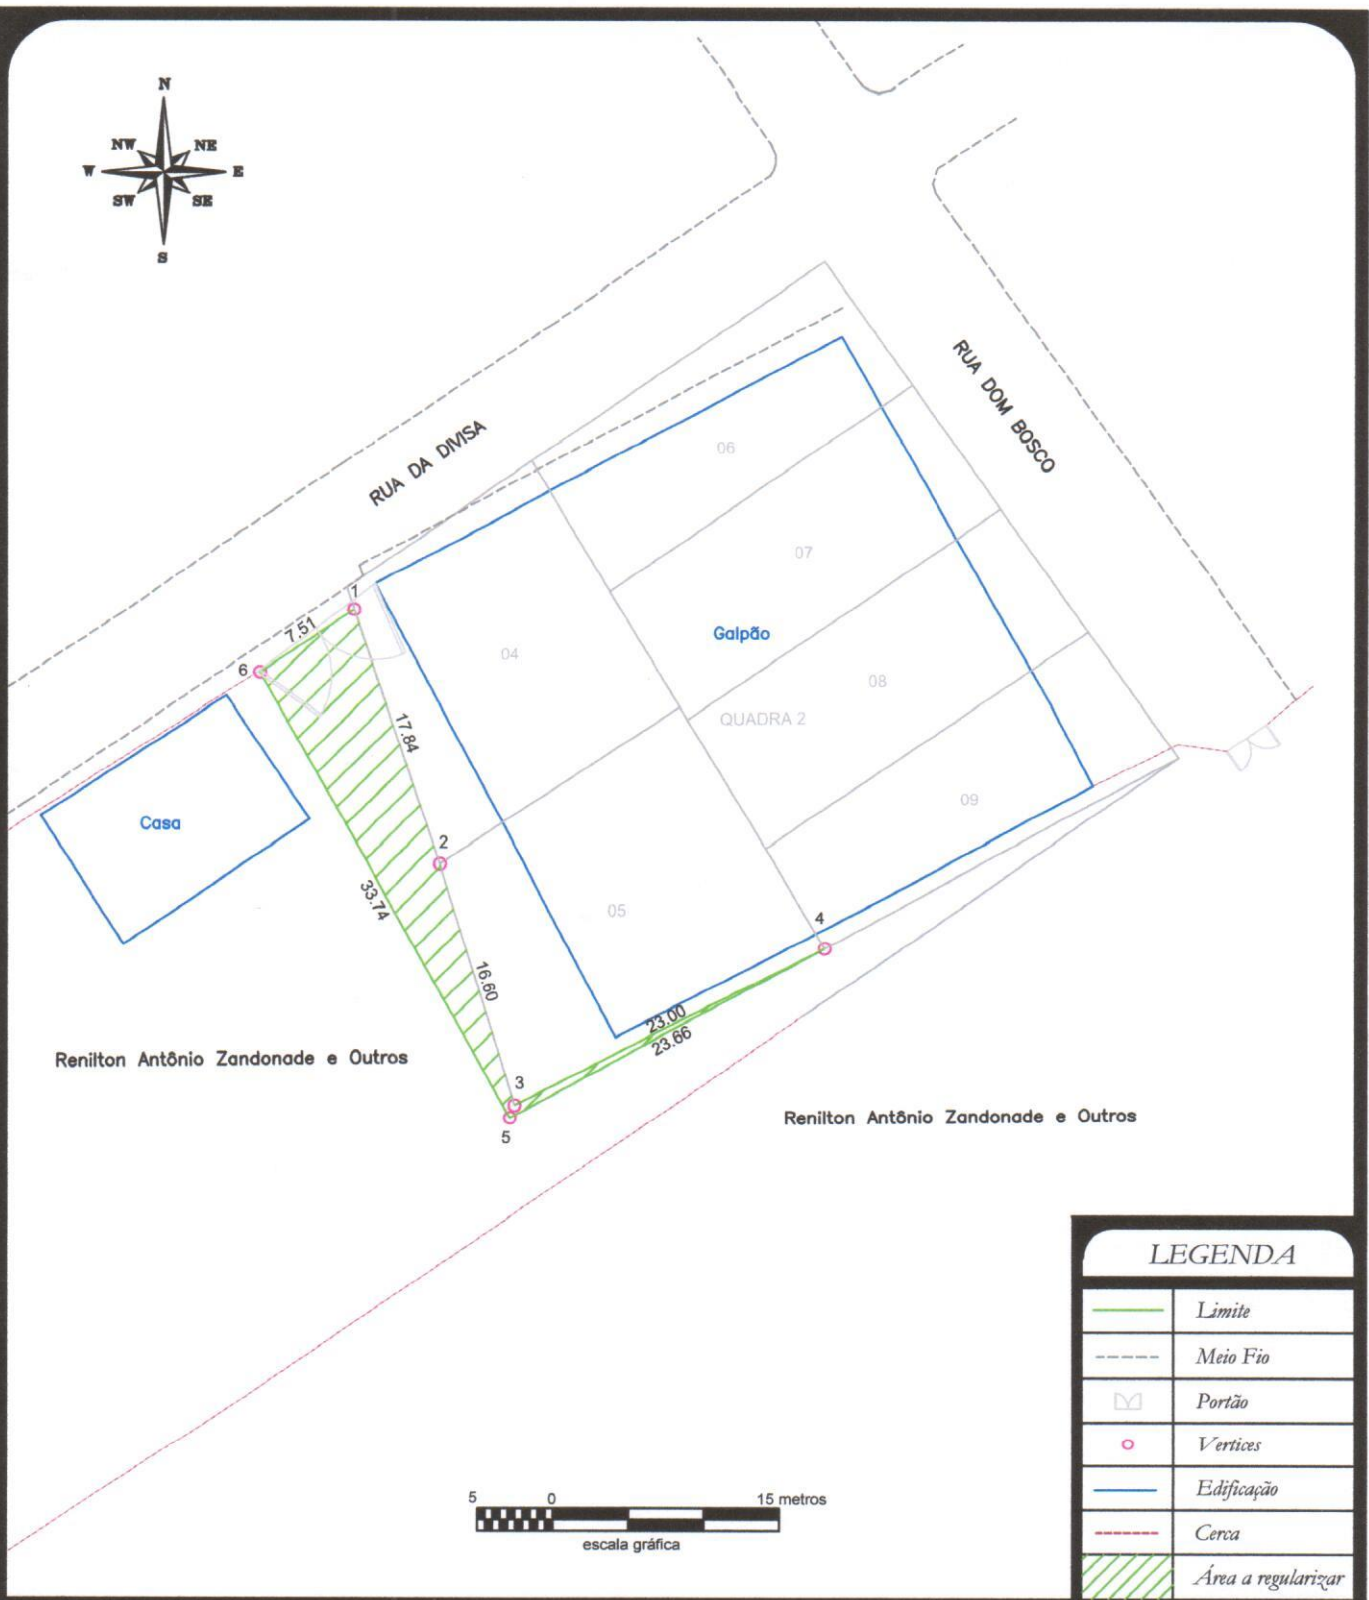 N
NW NE
W E
SW SE
S
RUA DOM BOSCO
RUA DA DIVISA
06
07
Galpão
04
08
QUADRA 2
09
05
1
7.51
6
17.84
2
Casa
33.74
4
16.60
23.00
23.66
3
5
Renilton Antônio Zandonade e Outros
Renilton Antônio Zandonade e Outros
LEGENDA
Limite
Meio Fio
Portão
Vertices
Edificação
Cerca
Área a regularizar
5 0 15 metros
escala gráfica